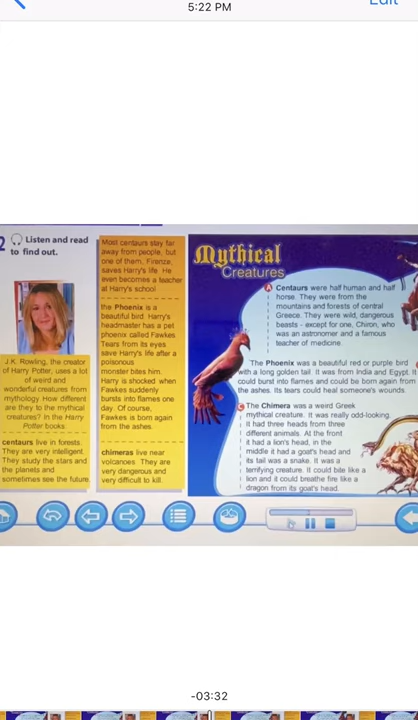 5:22 PM
Edit
2 Listen and read
to find out.
J.K. Rowling, the creator
of Harry Potter, uses a lot
of weird and
wonderful creatures from
mythology. How different
are they to the mythical
creatures? In the Harry
Potter books:
centaurs live in forests.
They are very intelligent.
They study the stars and
the planets and
sometimes see the future.
Most centaurs stay far
away from people, but
one of them, Firenze,
saves Harry's life. He
even becomes a teacher
at Harry's school.
the Phoenix is a
beautiful bird. Harry's
headmaster has a pet
phoenix called Fawkes.
Tears from its eyes
save Harry's life after a
poisonous
monster bites him.
Harry is shocked when
Fawkes suddenly
bursts into flames one
day. Of course,
Fawkes is born again
from the ashes.
chimeras live near
volcanoes. They are
very dangerous and
very difficult to kill.
Mythical
Creatures
A Centaurs were half human and half
horse. They were from the
mountains and forests of central
Greece. They were wild, dangerous
beasts - except for one, Chiron, who
was an astronomer and a famous
teacher of medicine.
The Phoenix was a beautiful red or purple bird
with a long golden tail. It was from India and Egypt. It
could burst into flames and could be born again from
the ashes. Its tears could heal someone's wounds.
C The Chimera was a weird Greek
mythical creature. It was really odd-looking.
It had three heads from three
different animals. At the front
it had a lion's head, in the
middle it had a goat's head and
its tail was a snake. It was a
terrifying creature. It could bite like a
lion and it could breathe fire like a
dragon from its goat's head.
-03:32